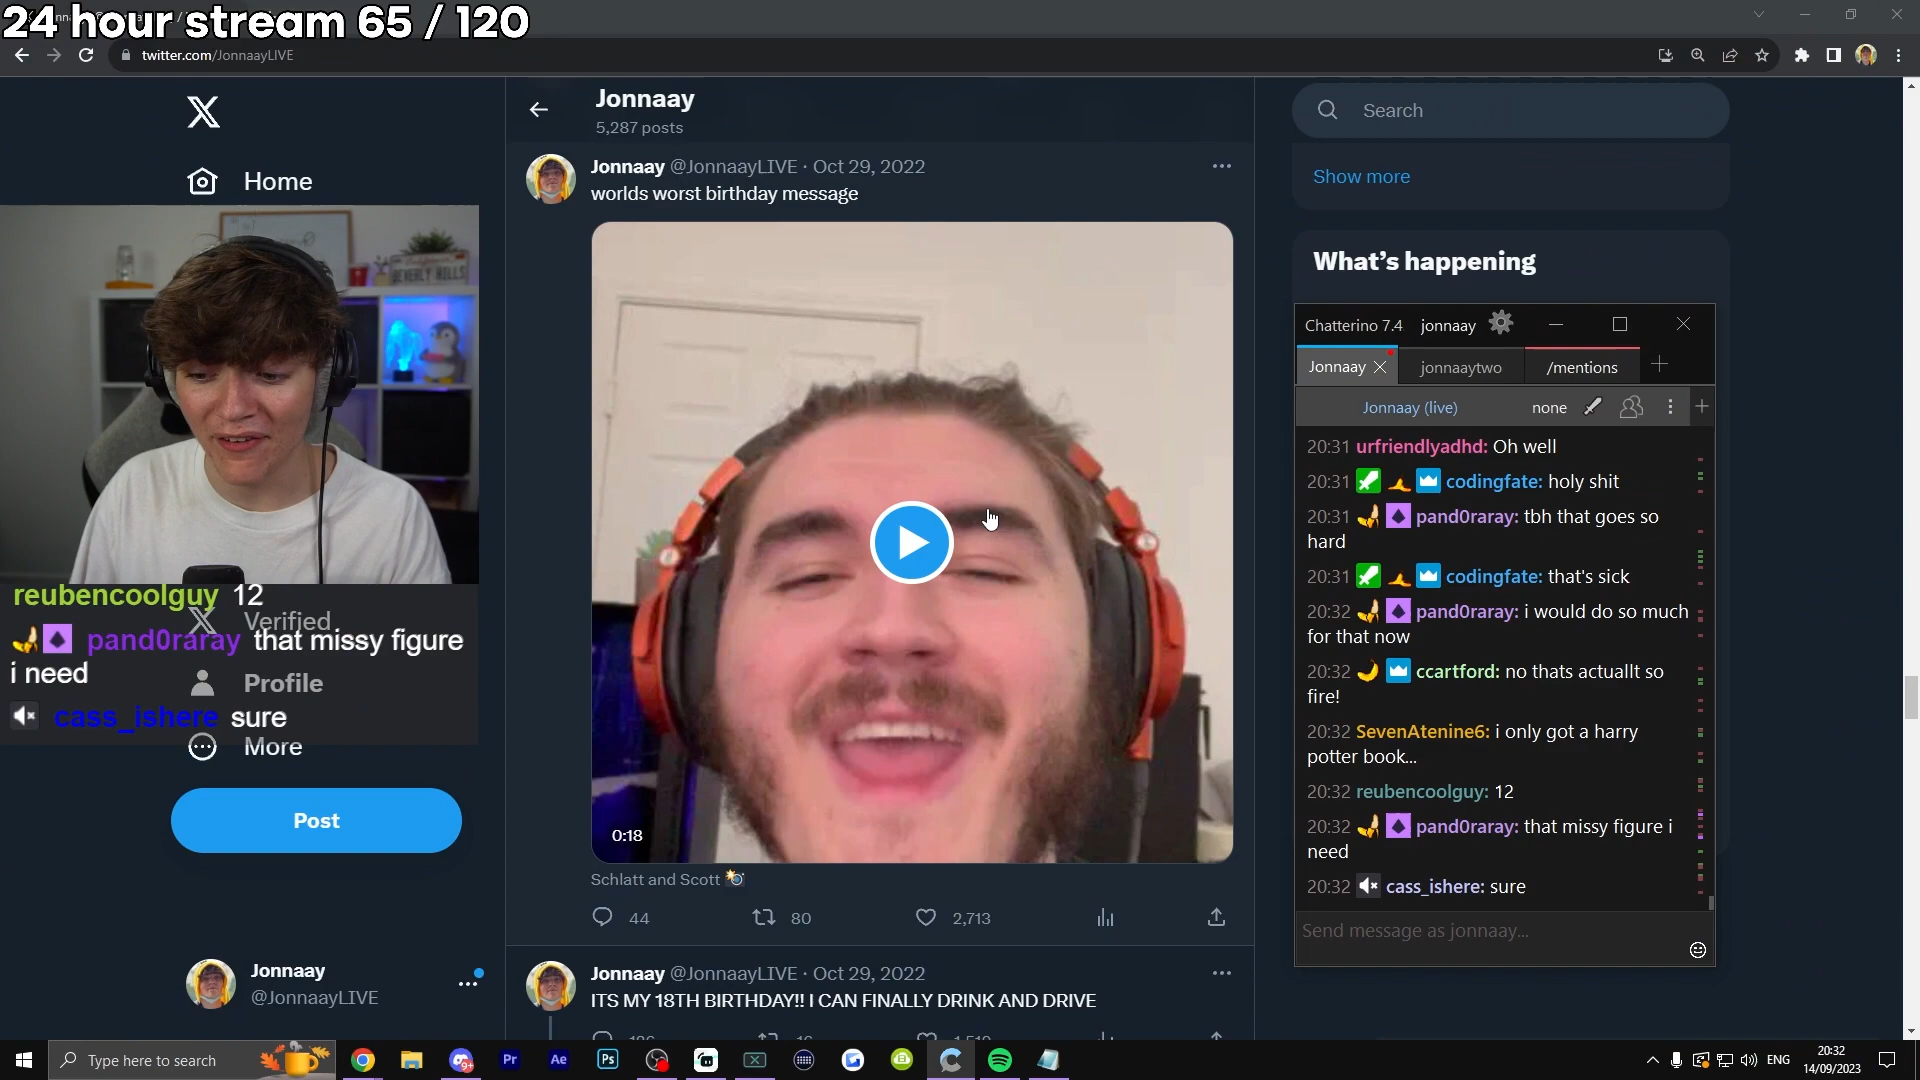 24 hour stream 65 / 120
twitter.com/JonnaayLIVE
Jonnaay
5,287 posts
Search
Home
Jonnaay @JonnaayLIVE · Oct 29, 2022
worlds worst birthday message
Show more
What's happening
BEVERLY HILLS
0:18
Schlatt and Scott 📸
44 80 2,713
reubencoolguy 12
Verified
pand0raray that missy figure
i need
Profile
cass_ishere sure
More
Post
Jonnaay
@JonnaayLIVE
Jonnaay @JonnaayLIVE · Oct 29, 2022
ITS MY 18TH BIRTHDAY!! I CAN FINALLY DRINK AND DRIVE
Chatterino 7.4 jonnaay
Jonnaay jonnaaytwo /mentions
Jonnaay (live) none
20:31 urfriendlyadhd: Oh well
20:31 codingfate: holy shit
20:31 pand0raray: tbh that goes so
hard
20:31 codingfate: that's sick
20:32 pand0raray: i would do so much
for that now
20:32 ccartford: no thats actuallt so
fire!
20:32 SevenAtenine6: i only got a harry
potter book...
20:32 reubencoolguy: 12
20:32 pand0raray: that missy figure i
need
20:32 cass_ishere: sure
Send message as jonnaay...
Type here to search
Pr Ae Ps
ENG
20:32
14/09/2023